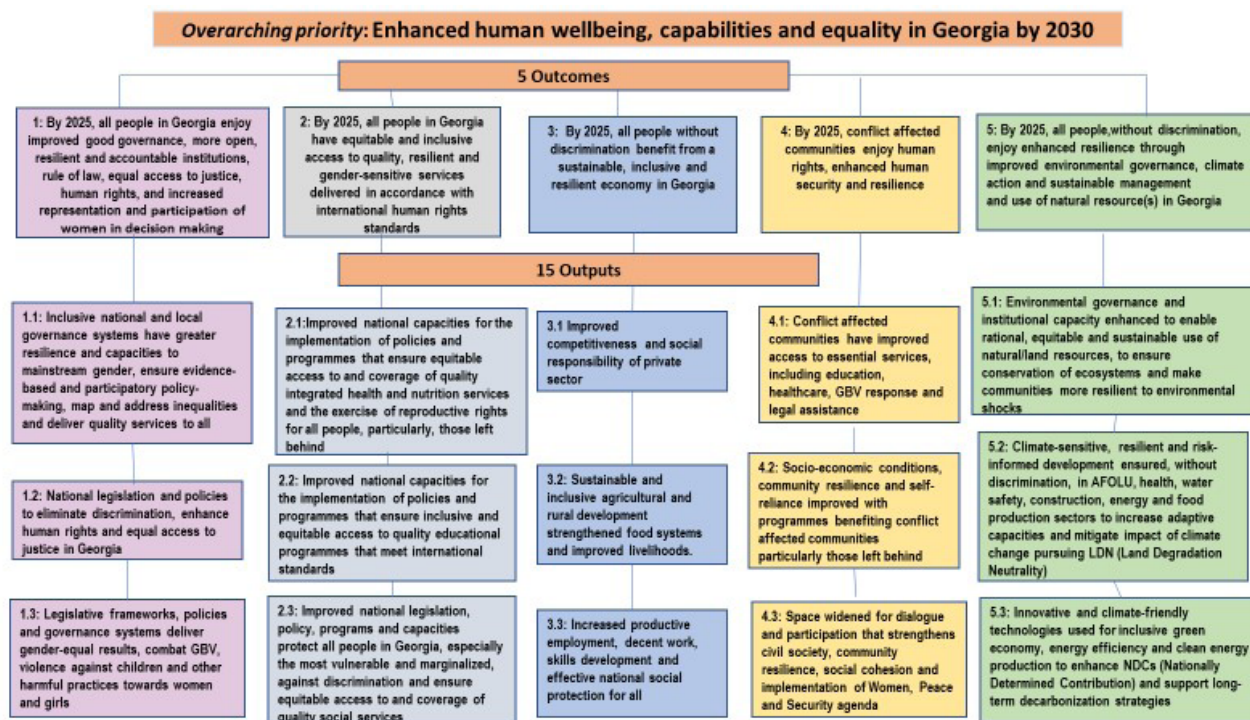 Overarching priority: Enhanced human wellbeing, capabilities and equality in Georgia by 2030
5 Outcomes
1: By 2025, all people in Georgia enjoy
improved good governance, more open,
resilient and accountable institutions,
rule of law, equal access to justice,
human rights, and increased
representation and participation of
women in decision making
2: By 2025, all people in Georgia
have equitable and inclusive
access to quality, resilient and
gender-sensitive services
delivered in accordance with
international human rights
standards
3: By 2025, all people without
discrimination benefit from a
sustainable, inclusive and
resilient economy in Georgia
4: By 2025, conflict affected
communities enjoy human
rights, enhanced human
security and resilience
5: By 2025, all people,without discrimination,
enjoy enhanced resilience through
improved environmental governance, climate
action and sustainable management
and use of natural resource(s) in Georgia
15 Outputs
1.1: Inclusive national and local
governance systems have greater
resilience and capacities to
mainstream gender, ensure evidence-
based and participatory policy-
making, map and address inequalities
and deliver quality services to all
2.1:Improved national capacities for the
implementation of policies and
programmes that ensure equitable
access to and coverage of quality
integrated health and nutrition services
and the exercise of reproductive rights
for all people, particularly, those left
behind
3.1 Improved
competitiveness and social
responsibility of private
sector
4.1: Conflict affected
communities have improved
access to essential services,
including education,
healthcare, GBV response and
legal assistance
5.1: Environmental governance and
institutional capacity enhanced to enable
rational, equitable and sustainable use of
natural/land resources, to ensure
conservation of ecosystems and make
communities more resilient to environmental
shocks
1.2: National legislation and policies
to eliminate discrimination, enhance
human rights and equal access to
justice in Georgia
2.2: Improved national capacities for
the implementation of policies and
programmes that ensure inclusive and
equitable access to quality educational
programmes that meet international
standards
3.2: Sustainable and
inclusive agricultural and
rural development
strengthened food systems
and improved livelihoods.
4.2: Socio-economic conditions,
community resilience and self-
reliance improved with
programmes benefiting conflict
affected communities
particularly those left behind
5.2: Climate-sensitive, resilient and risk-
informed development ensured, without
discrimination, in AFOLU, health, water
safety, construction, energy and food
production sectors to increase adaptive
capacities and mitigate impact of climate
change pursuing LDN (Land Degradation
Neutrality)
1.3: Legislative frameworks, policies
and governance systems deliver
gender-equal results, combat GBV,
violence against children and other
harmful practices towards women
and girls
2.3: Improved national legislation,
policy, programs and capacities
protect all people in Georgia, especially
the most vulnerable and marginalized,
against discrimination and ensure
equitable access to and coverage of
quality social services
3.3: Increased productive
employment, decent work,
skills development and
effective national social
protection for all
4.3: Space widened for dialogue
and participation that strengthens
civil society, community
resilience, social cohesion and
implementation of Women, Peace
and Security agenda
5.3: Innovative and climate-friendly
technologies used for inclusive green
economy, energy efficiency and clean energy
production to enhance NDCs (Nationally
Determined Contribution) and support long-
term decarbonization strategies